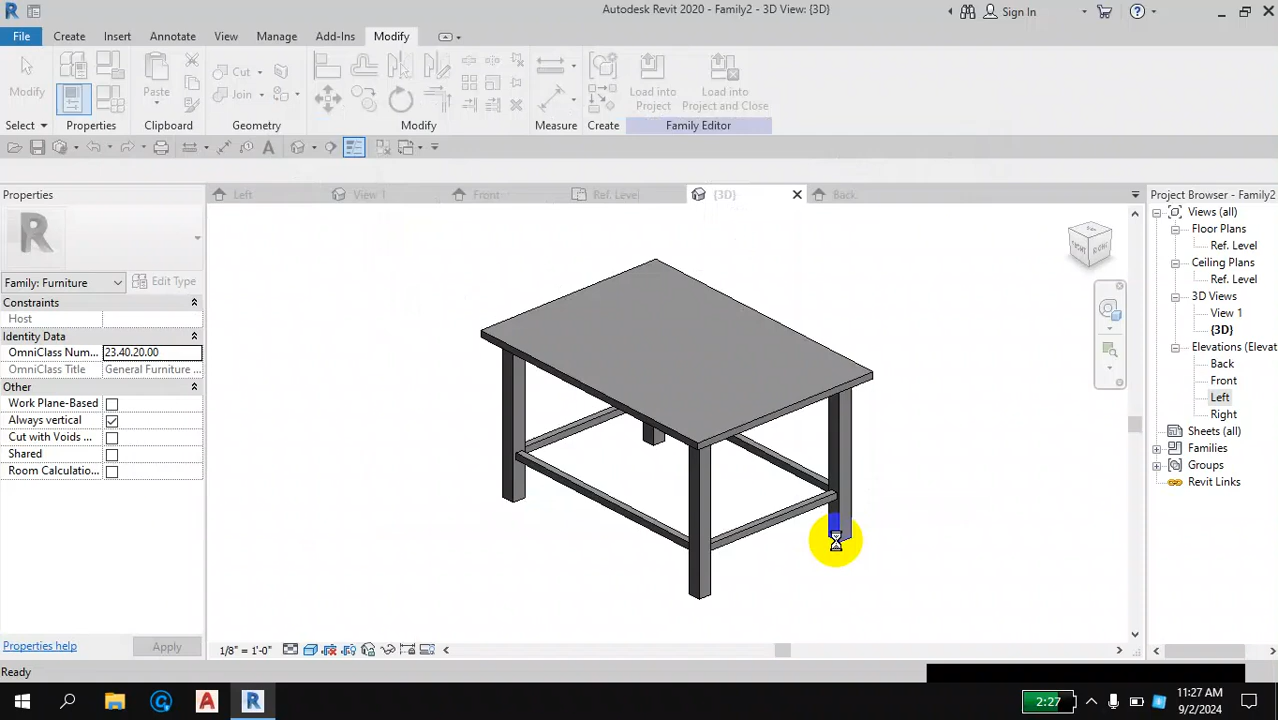 Autodesk Revit 2020 - Family2 - 3D View: {3D}
Sign In
File Create Insert Annotate View Manage Add-Ins Modify
Modify
Paste
Cut
Join
Load into
Project
Load into
Project and Close
Select Properties Clipboard Geometry Modify Measure Create Family Editor
Properties
Left View 1 Front Ref. Level {3D} Back
Project Browser - Family2
Family: Furniture Edit Type
Constraints
Host
Identity Data
OmniClass Num... 23.40.20.00
OmniClass Title General Furniture ...
Other
Work Plane-Based
Always vertical
Cut with Voids ...
Shared
Room Calculatio...
Properties help Apply
Views (all)
Floor Plans
Ref. Level
Ceiling Plans
Ref. Level
3D Views
View 1
{3D}
Elevations (Elevat
Back
Front
Left
Right
Sheets (all)
Families
Groups
Revit Links
1/8" = 1'-0"
Ready
2:27
11:27 AM
9/2/2024